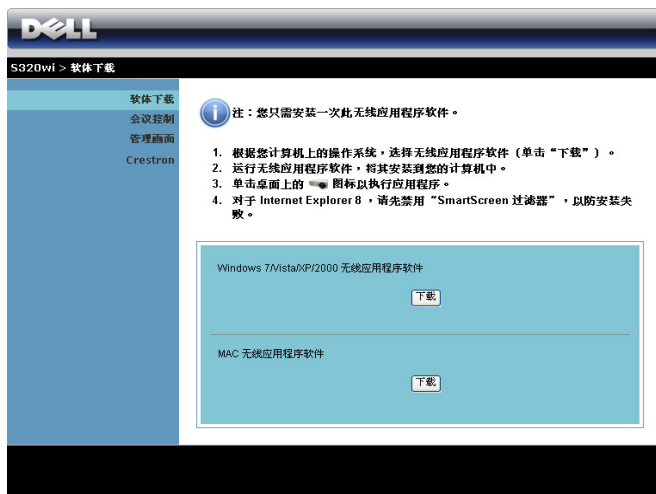 DELL
S320wi > 软体下载
软体下载
会议控制
管理画面
Crestron
注：您只需安装一次此无线应用程序软件。
1. 根据您计算机上的操作系统，选择无线应用程序软件（单击“下载”）。
2. 运行无线应用程序软件，将其安装到您的计算机中。
3. 单击桌面上的 图标以执行应用程序。
4. 对于 Internet Explorer 8 ，请先禁用“SmartScreen 过滤器”，以防安装失
败。
Windows 7/Vista/XP/2000 无线应用程序软件
下载
MAC 无线应用程序软件
下载